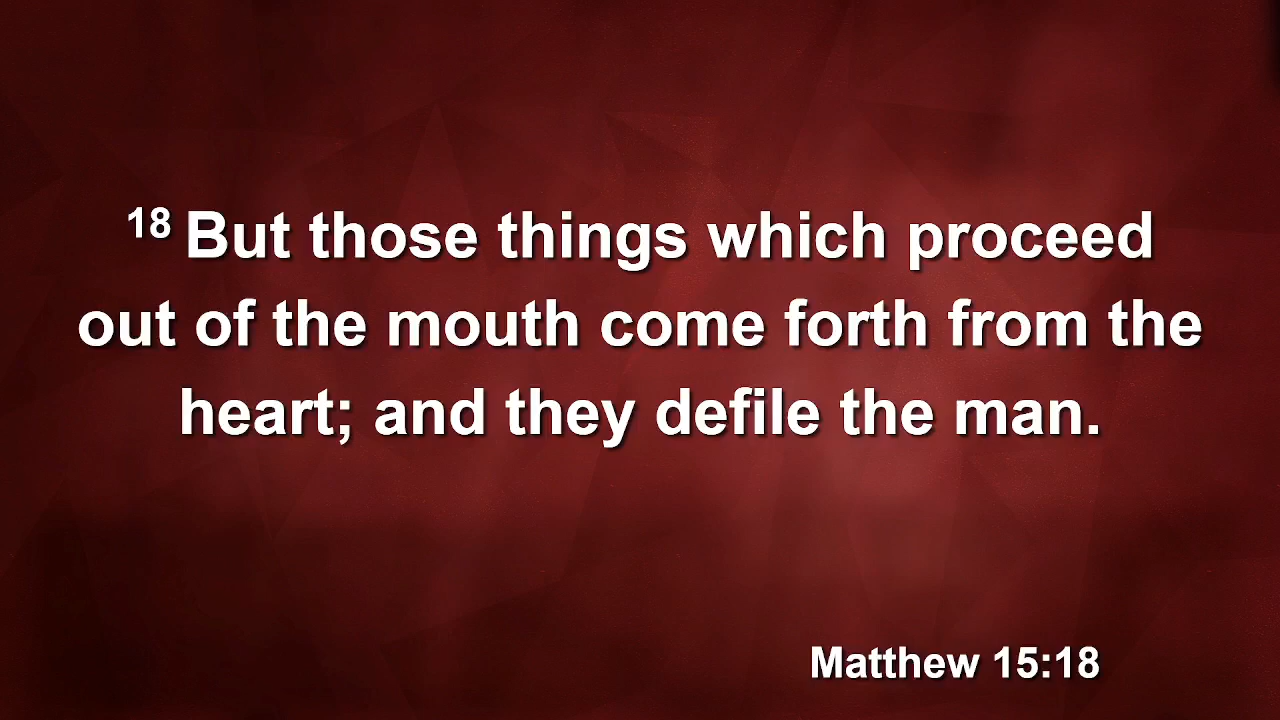 18 But those things which proceed
out of the mouth come forth from the
heart; and they defile the man.
Matthew 15:18